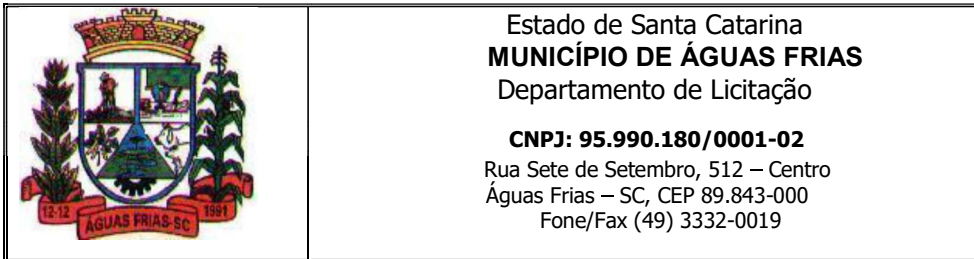 Estado de Santa Catarina
MUNICÍPIO DE ÁGUAS FRIAS
Departamento de Licitação
CNPJ: 95.990.180/0001-02
Rua Sete de Setembro, 512 – Centro
Águas Frias – SC, CEP 89.843-000
Fone/Fax (49) 3332-0019
12-12
ÁGUAS FRIAS-SC
1991